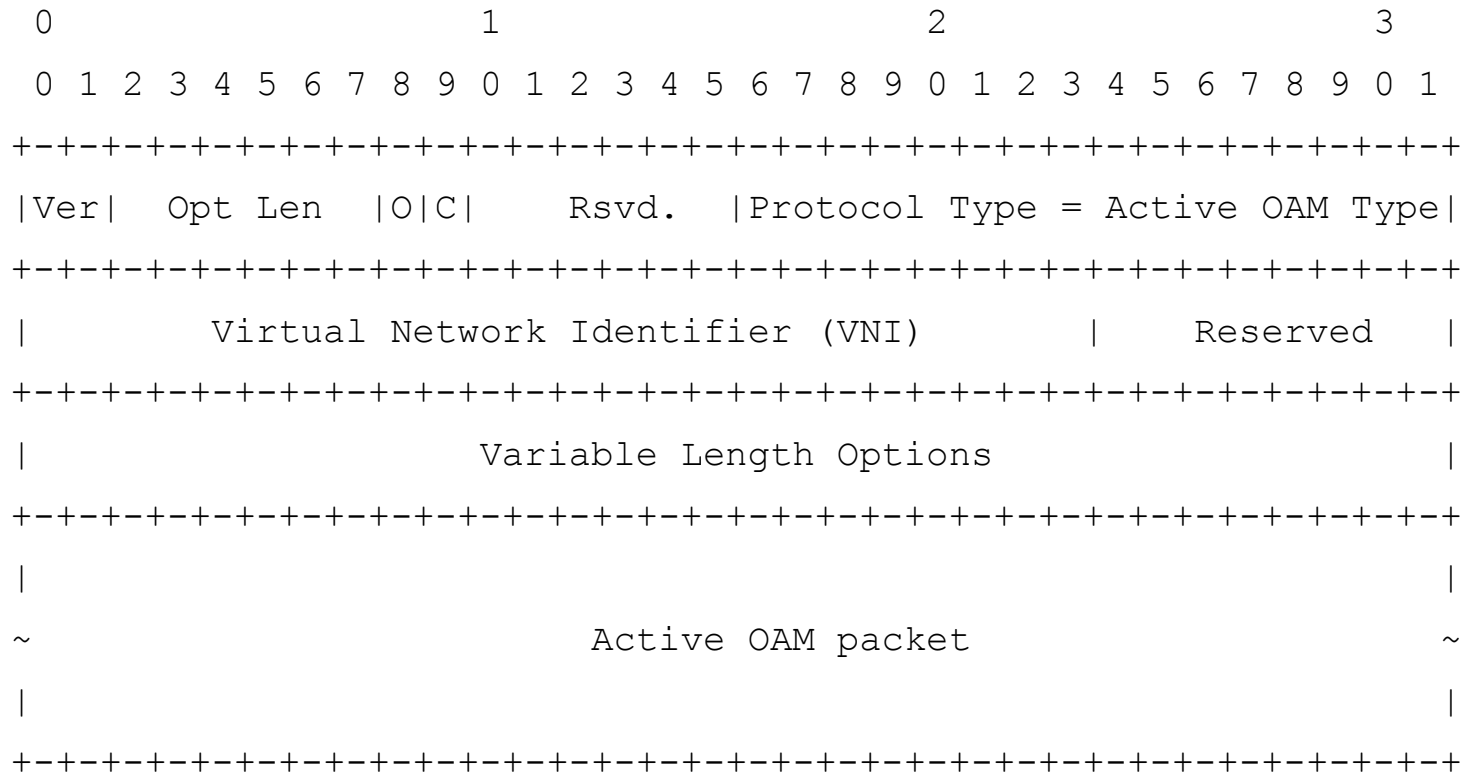 0                   1                   2                   3
 0 1 2 3 4 5 6 7 8 9 0 1 2 3 4 5 6 7 8 9 0 1 2 3 4 5 6 7 8 9 0 1
+-+-+-+-+-+-+-+-+-+-+-+-+-+-+-+-+-+-+-+-+-+-+-+-+-+-+-+-+-+-+-+-+
|Ver|  Opt Len  |O|C|    Rsvd.  |Protocol Type = Active OAM Type|
+-+-+-+-+-+-+-+-+-+-+-+-+-+-+-+-+-+-+-+-+-+-+-+-+-+-+-+-+-+-+-+-+
|        Virtual Network Identifier (VNI)       |    Reserved   |
+-+-+-+-+-+-+-+-+-+-+-+-+-+-+-+-+-+-+-+-+-+-+-+-+-+-+-+-+-+-+-+-+
|                    Variable Length Options                    |
+-+-+-+-+-+-+-+-+-+-+-+-+-+-+-+-+-+-+-+-+-+-+-+-+-+-+-+-+-+-+-+-+
|                                                               |
~                         Active OAM packet                     ~
|                                                               |
+-+-+-+-+-+-+-+-+-+-+-+-+-+-+-+-+-+-+-+-+-+-+-+-+-+-+-+-+-+-+-+-+